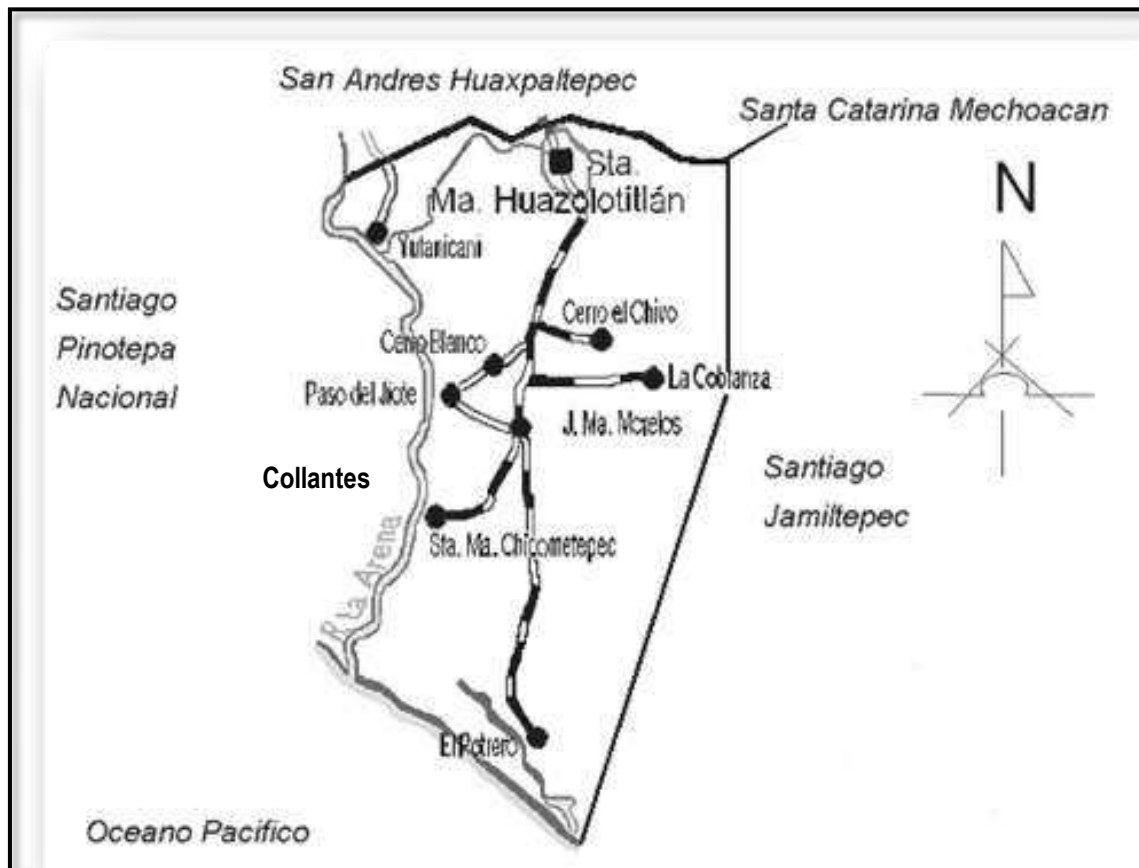 San Andres Huaxpaltepec
Santa Catarina Mechoacan
Sta.
Ma. Huazolotitlán
N
Yutanicani
Santiago
Pinotepa
Nacional
Cerro el Chivo
Cerro Blanco
La Cobianza
Paso del Jiote
J. Ma. Morelos
Collantes
Santiago
Jamiltepec
Sta. Ma. Chicometepec
R. La Arena
El Potrero
Oceano Pacifico